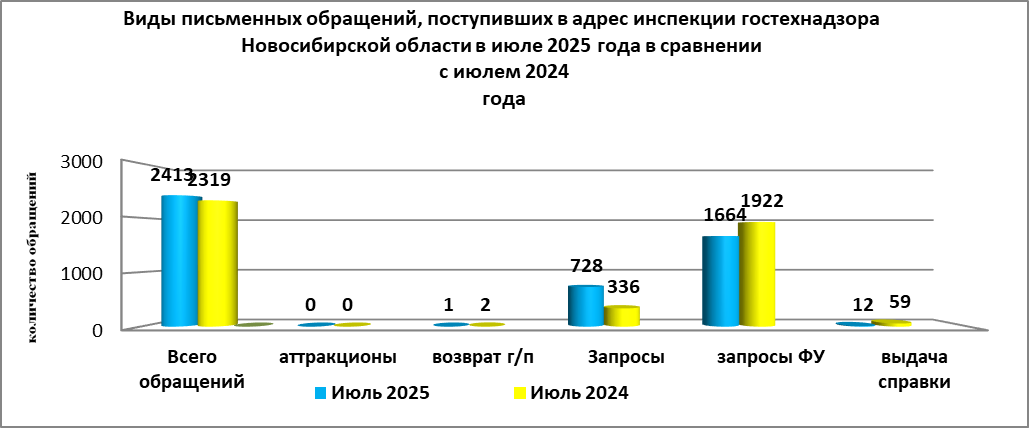 Виды письменных обращений, поступивших в адрес инспекции гостехнадзора
Новосибирской области в июле 2025 года в сравнении
с июлем 2024
года
количество обращений
3000
2000
1000
0
2413 2319
0 0
1 2
728 336
1664 1922
12 59
Всего обращений
аттракционы
возврат г/п
Запросы
запросы ФУ
выдача справки
Июль 2025
Июль 2024